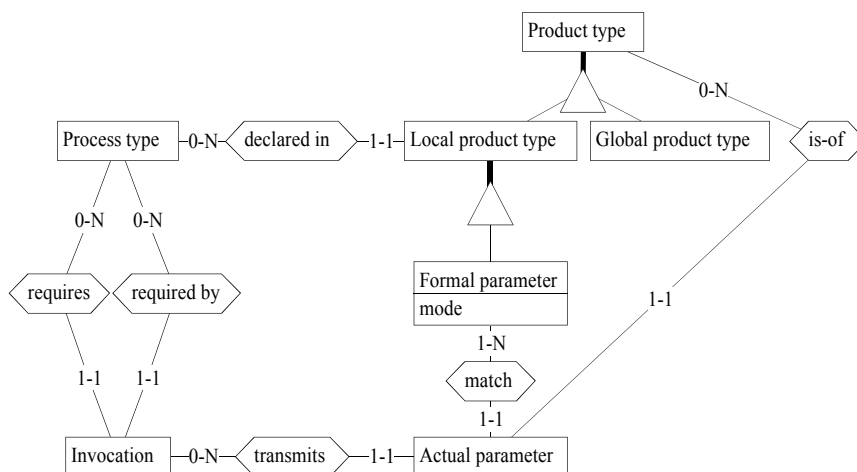 Product type
0-N
Process type
0-N
declared in
1-1
Local product type
Global product type
is-of
0-N
0-N
requires
required by
Formal parameter
mode
1-1
1-N
1-1
1-1
match
1-1
Invocation
0-N
transmits
1-1
Actual parameter